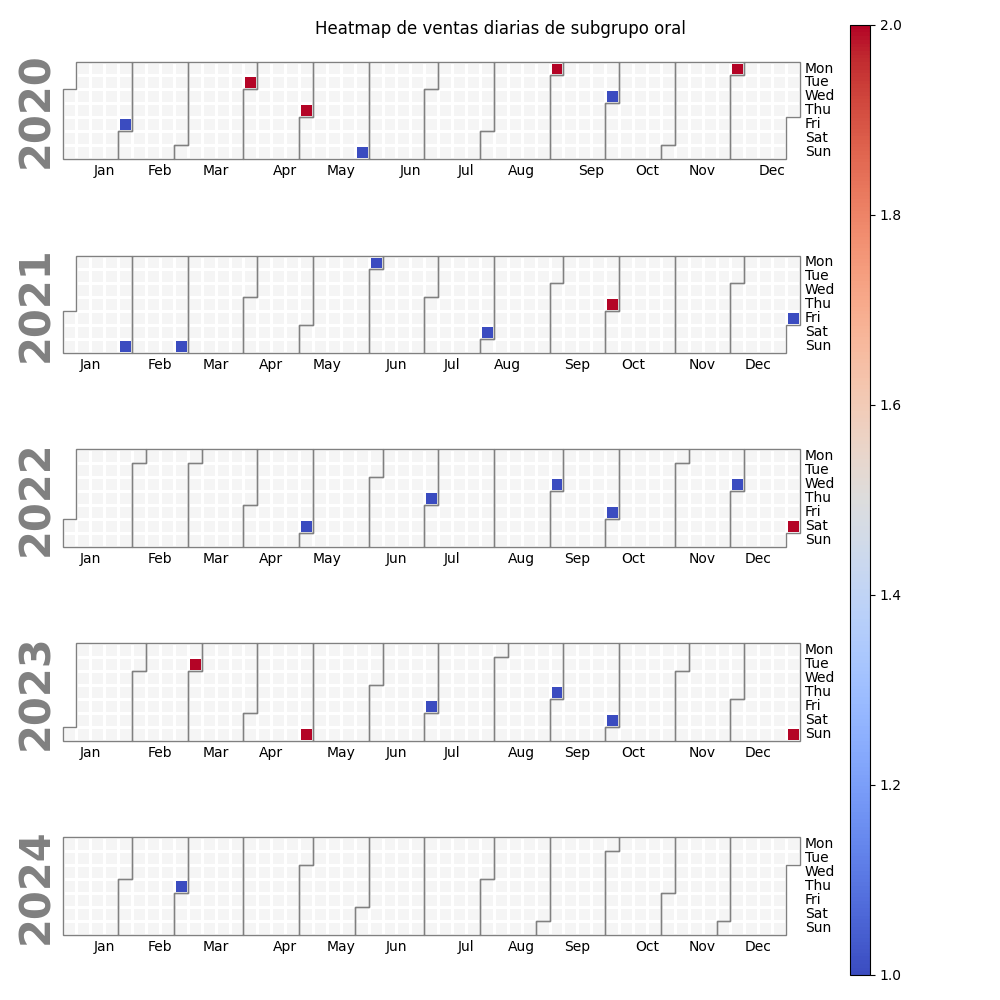 Heatmap de ventas diarias de subgrupo oral
2020
Mon
Tue
Wed
Thu
Fri
Sat
Sun
Jan Feb Mar Apr May Jun Jul Aug Sep Oct Nov Dec
2021
Mon
Tue
Wed
Thu
Fri
Sat
Sun
Jan Feb Mar Apr May Jun Jul Aug Sep Oct Nov Dec
2022
Mon
Tue
Wed
Thu
Fri
Sat
Sun
Jan Feb Mar Apr May Jun Jul Aug Sep Oct Nov Dec
2023
Mon
Tue
Wed
Thu
Fri
Sat
Sun
Jan Feb Mar Apr May Jun Jul Aug Sep Oct Nov Dec
2024
Mon
Tue
Wed
Thu
Fri
Sat
Sun
Jan Feb Mar Apr May Jun Jul Aug Sep Oct Nov Dec
2.0
1.8
1.6
1.4
1.2
1.0